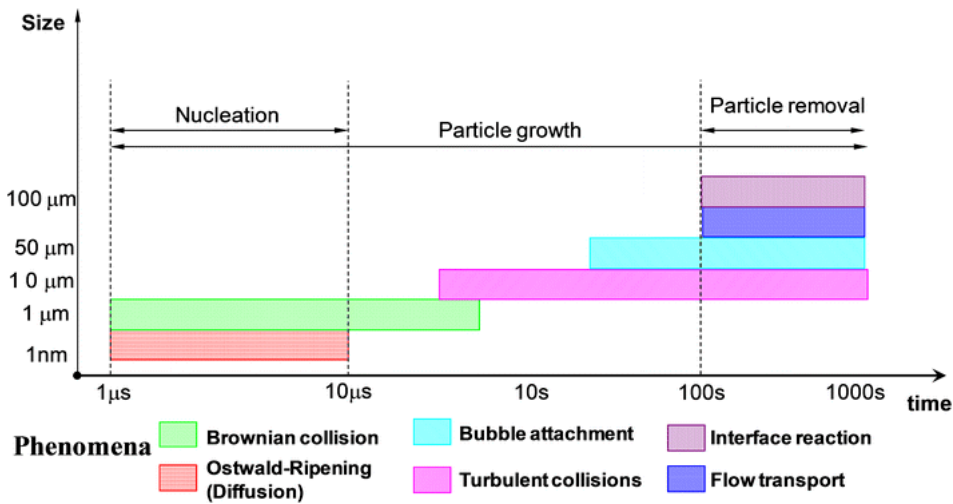 Size
Nucleation
Particle growth
Particle removal
100 μm
50 μm
1 0 μm
1 μm
1nm
1μs
10μs
10s
100s
1000s
time
Phenomena
Brownian collision
Bubble attachment
Interface reaction
Ostwald-Ripening
(Diffusion)
Turbulent collisions
Flow transport